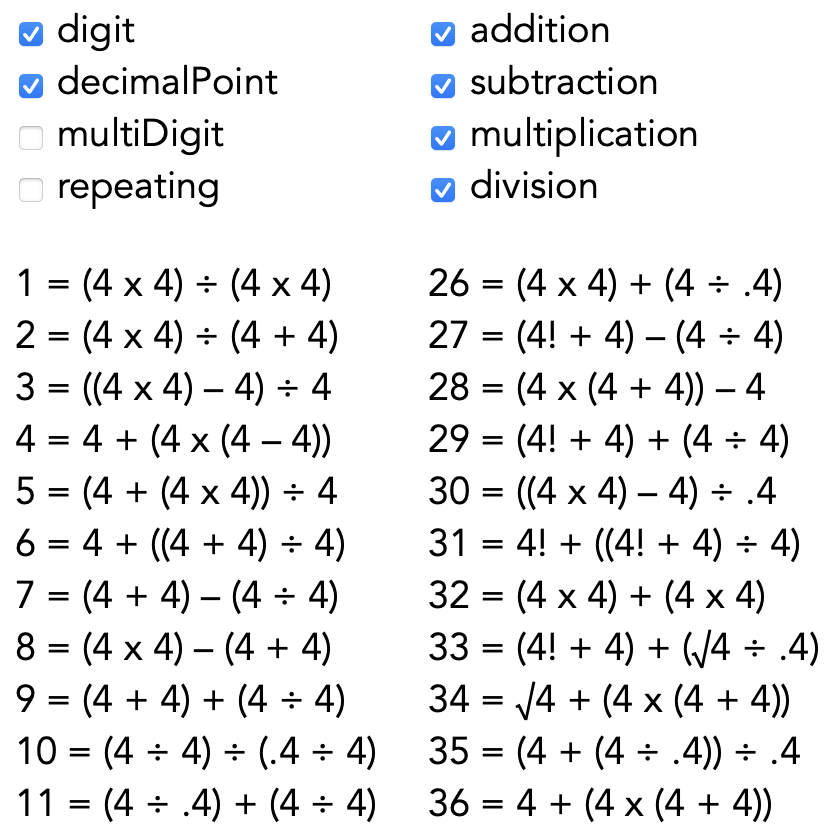 digit
decimalPoint
multiDigit
repeating
addition
subtraction
multiplication
division
1 = (4 x 4) ÷ (4 x 4)
2 = (4 x 4) ÷ (4 + 4)
3 = ((4 x 4) – 4) ÷ 4
4 = 4 + (4 x (4 – 4))
5 = (4 + (4 x 4)) ÷ 4
6 = 4 + ((4 + 4) ÷ 4)
7 = (4 + 4) – (4 ÷ 4)
8 = (4 x 4) – (4 + 4)
9 = (4 + 4) + (4 ÷ 4)
10 = (4 ÷ 4) ÷ (.4 ÷ 4)
11 = (4 ÷ .4) + (4 ÷ 4)
26 = (4 x 4) + (4 ÷ .4)
27 = (4! + 4) – (4 ÷ 4)
28 = (4 x (4 + 4)) – 4
29 = (4! + 4) + (4 ÷ 4)
30 = ((4 x 4) – 4) ÷ .4
31 = 4! + ((4! + 4) ÷ 4)
32 = (4 x 4) + (4 x 4)
33 = (4! + 4) + (√4 ÷ .4)
34 = √4 + (4 x (4 + 4))
35 = (4 + (4 ÷ .4)) ÷ .4
36 = 4 + (4 x (4 + 4))